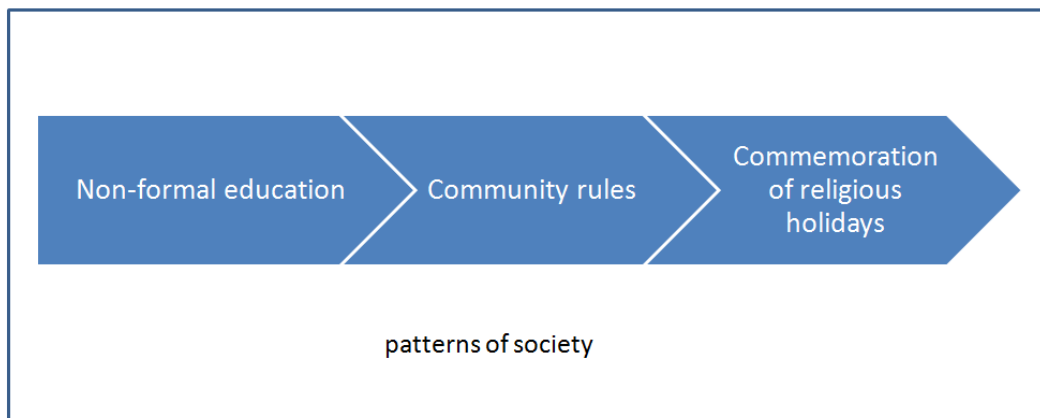 Non-formal education
Community rules
Commemoration
of religious
holidays
patterns of society